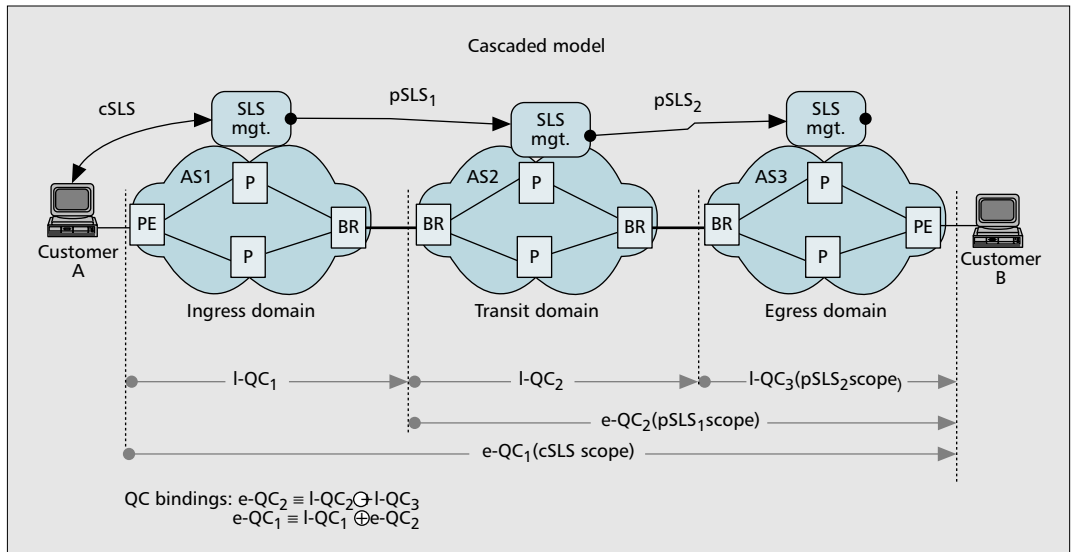 Cascaded model
cSLS
pSLS1
pSLS2
SLS
mgt.
SLS
mgt.
SLS
mgt.
AS1
AS2
AS3
P
P
P
PE
BR
BR
BR
BR
PE
P
P
P
Customer
A
Customer
B
Ingress domain
Transit domain
Egress domain
l-QC1
l-QC2
l-QC3(pSLS2scope)
e-QC2(pSLS1scope)
e-QC1(cSLS scope)
QC bindings: e-QC2 ≡ l-QC2⊕l-QC3
e-QC1 ≡ l-QC1 ⊕e-QC2